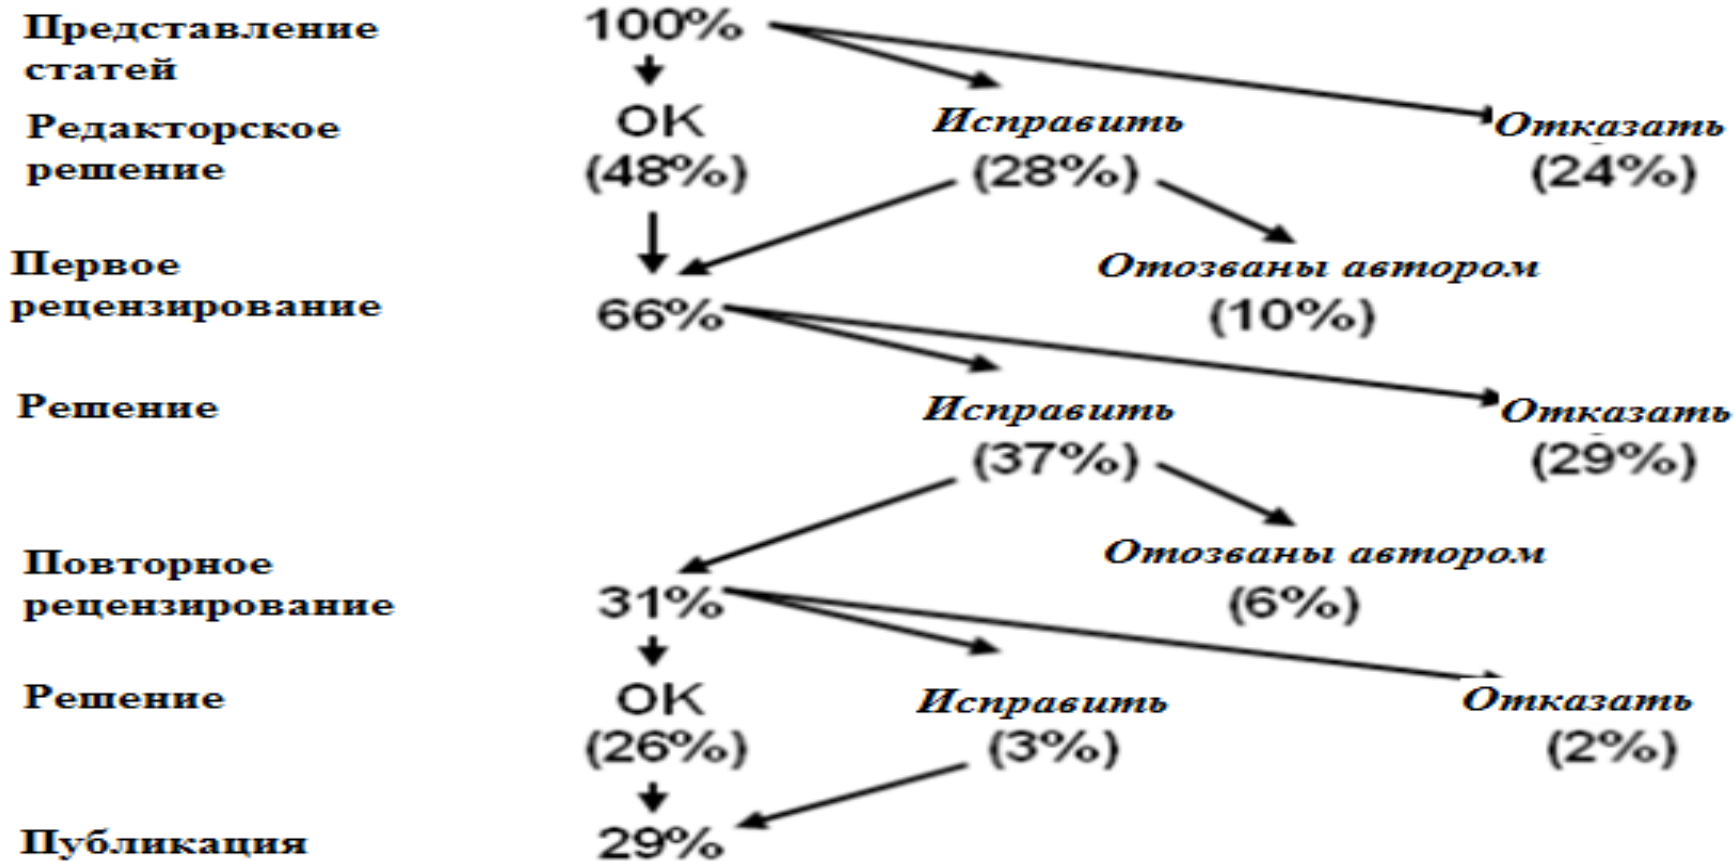 Представление
статей
100%
Редакторское
решение
OK
(48%)
Исправить
(28%)
Отказать
(24%)
Первое
рецензирование
66%
Отозваны автором
(10%)
Решение
Исправить
(37%)
Отказать
(29%)
Повторное
рецензирование
31%
Отозваны автором
(6%)
Решение
OK
(26%)
Исправить
(3%)
Отказать
(2%)
Публикация
29%